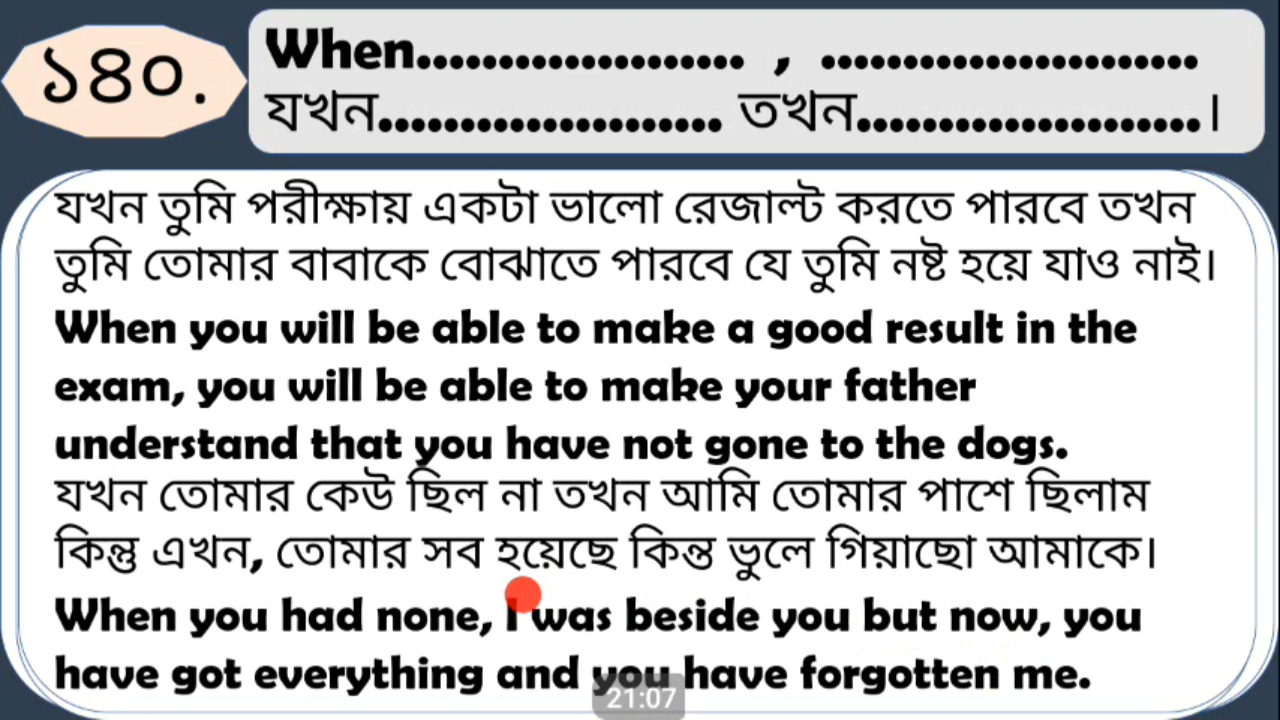 ১৪০.
When.................... , .......................
যখন..................... তখন.....................।
যখন তুমি পরীক্ষায় একটা ভালো রেজাল্ট করতে পারবে তখন
তুমি তোমার বাবাকে বোঝাতে পারবে যে তুমি নষ্ট হয়ে যাও নাই।
When you will be able to make a good result in the
exam, you will be able to make your father
understand that you have not gone to the dogs.
যখন তোমার কেউ ছিল না তখন আমি তোমার পাশে ছিলাম
কিন্তু এখন, তোমার সব হয়েছে কিন্ত ভুলে গিয়াছো আমাকে।
When you had none, I was beside you but now, you
have got everything and you have forgotten me.
21:07